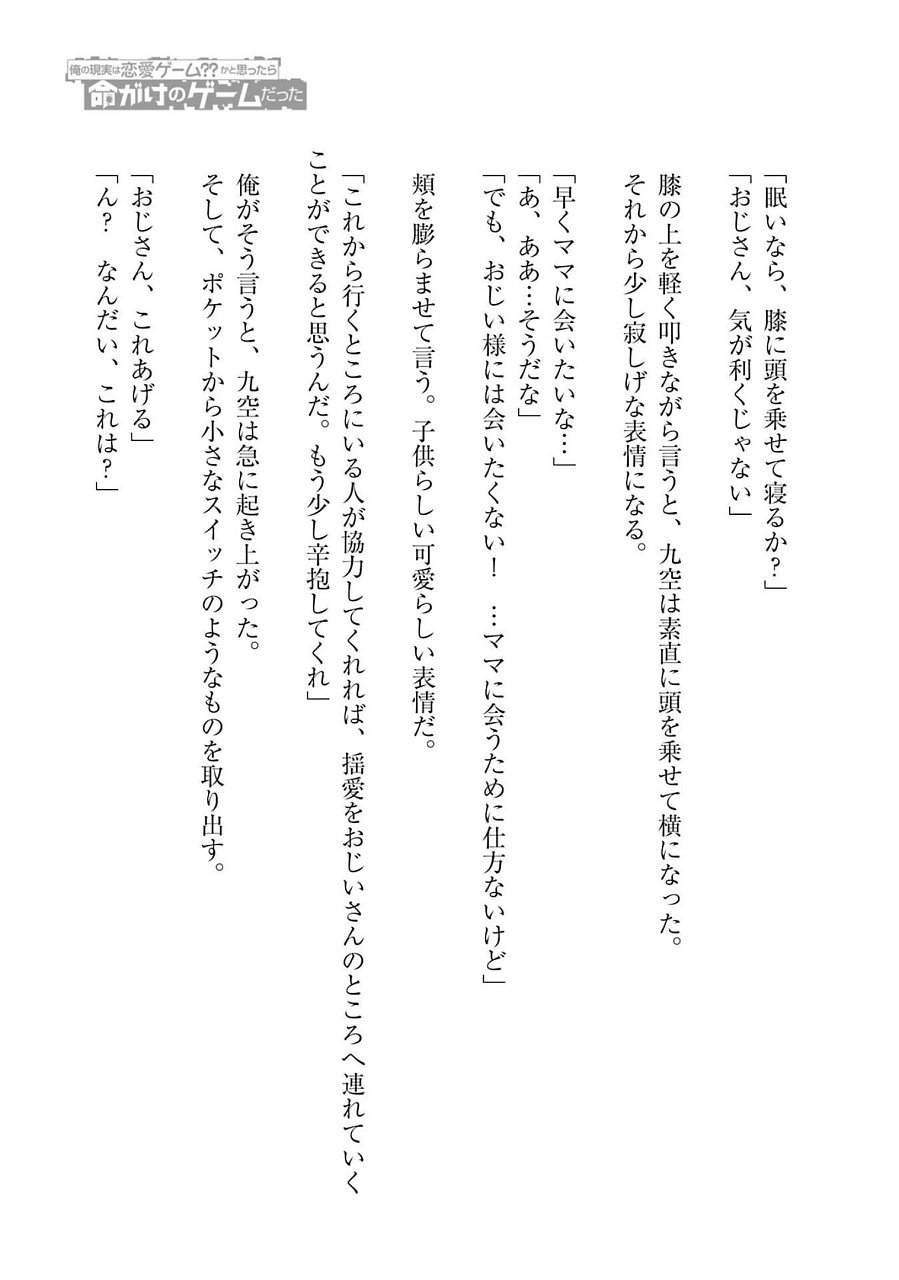 俺の現実は恋愛ゲーム??かと思ったら
命がけのゲームだった
「眠いなら、膝に頭を乗せて寝るか?」
「おじさん、気が利くじゃない」
膝の上を軽く叩きながら言うと、九空は素直に頭を乗せて横になった。
それから少し寂しげな表情になる。
「早くママに会いたいな…」
「あ、ああ…そうだな」
「でも、おじい様には会いたくない! …ママに会うために仕方ないけど」
頬を膨らませて言う。子供らしい可愛らしい表情だ。
「これから行くところにいる人が協力してくれれば、揺愛をおじいさんのところへ連れていく
ことができると思うんだ。もう少し辛抱してくれ」
俺がそう言うと、九空は急に起き上がった。
そして、ポケットから小さなスイッチのようなものを取り出す。
「おじさん、これあげる」
「ん? なんだい、これは?」